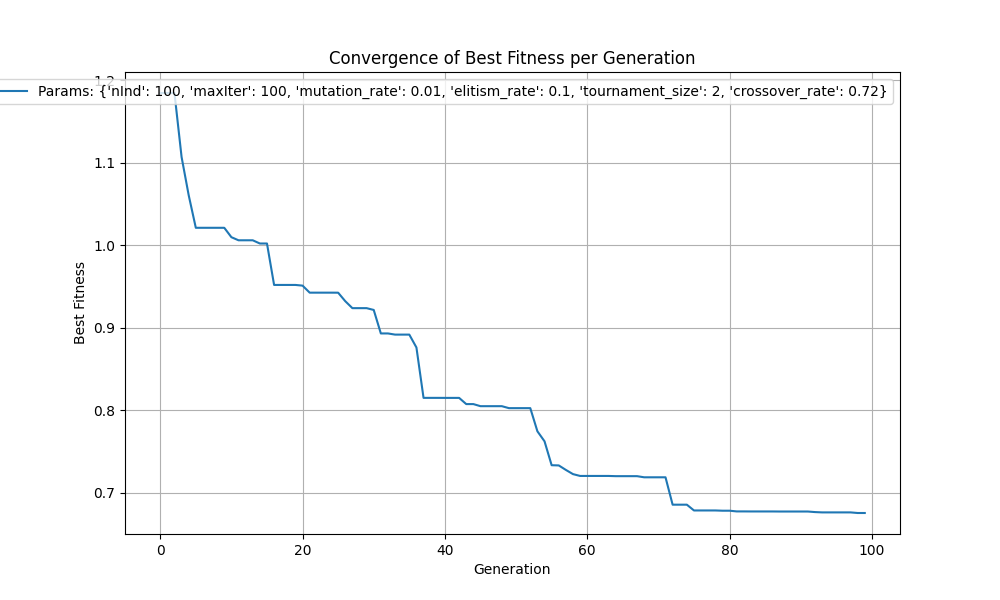 Convergence of Best Fitness per Generation
1.2
Params: {'nInd': 100, 'maxIter': 100, 'mutation_rate': 0.01, 'elitism_rate': 0.1, 'tournament_size': 2, 'crossover_rate': 0.72}
1.1
1.0
0.9
0.8
0.7
Best Fitness
0 20 40 60 80 100
Generation